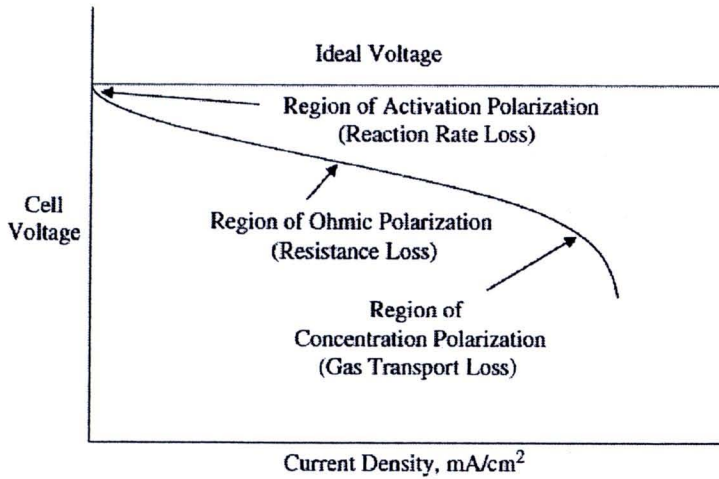 Ideal Voltage
Region of Activation Polarization
(Reaction Rate Loss)
Cell
Voltage
Region of Ohmic Polarization
(Resistance Loss)
Region of
Concentration Polarization
(Gas Transport Loss)
Current Density, mA/cm²